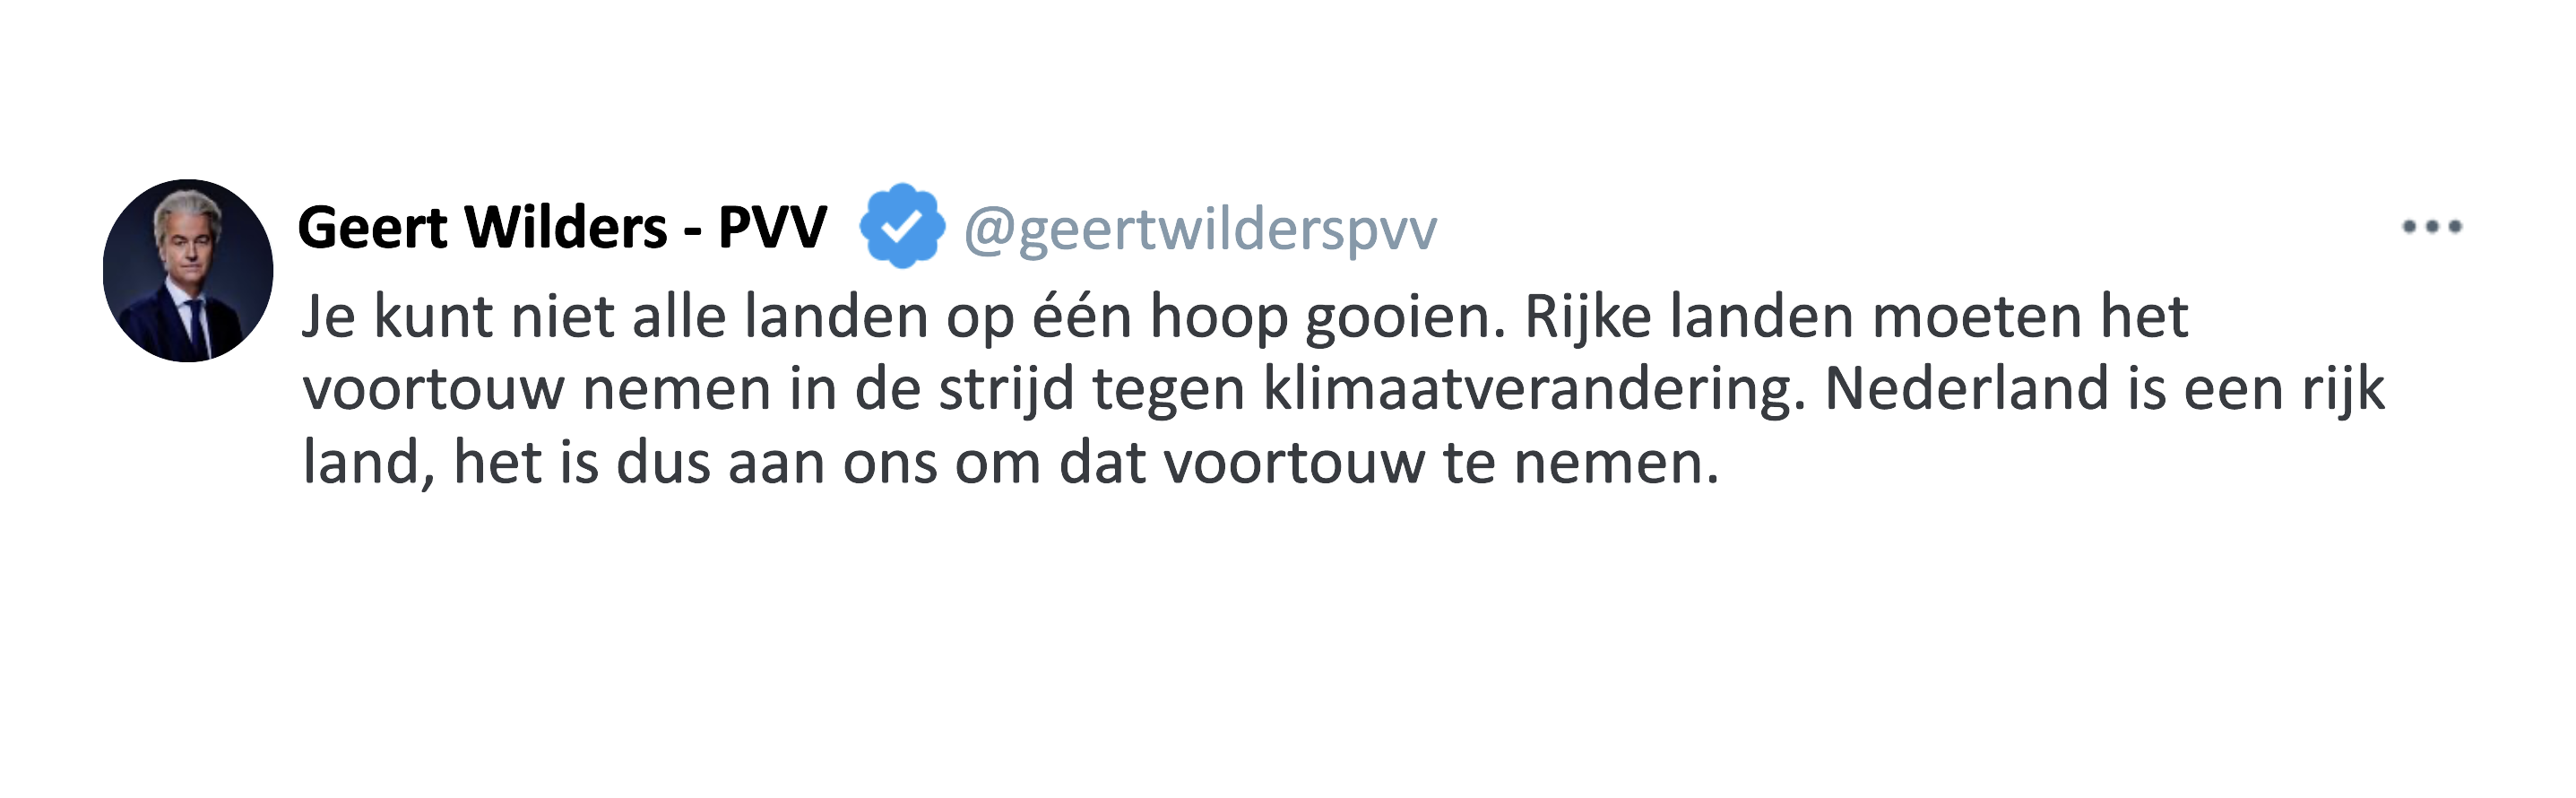 Geert Wilders - PVV @geertwilderspvv
Je kunt niet alle landen op één hoop gooien. Rijke landen moeten het
voortouw nemen in de strijd tegen klimaatverandering. Nederland is een rijk
land, het is dus aan ons om dat voortouw te nemen.